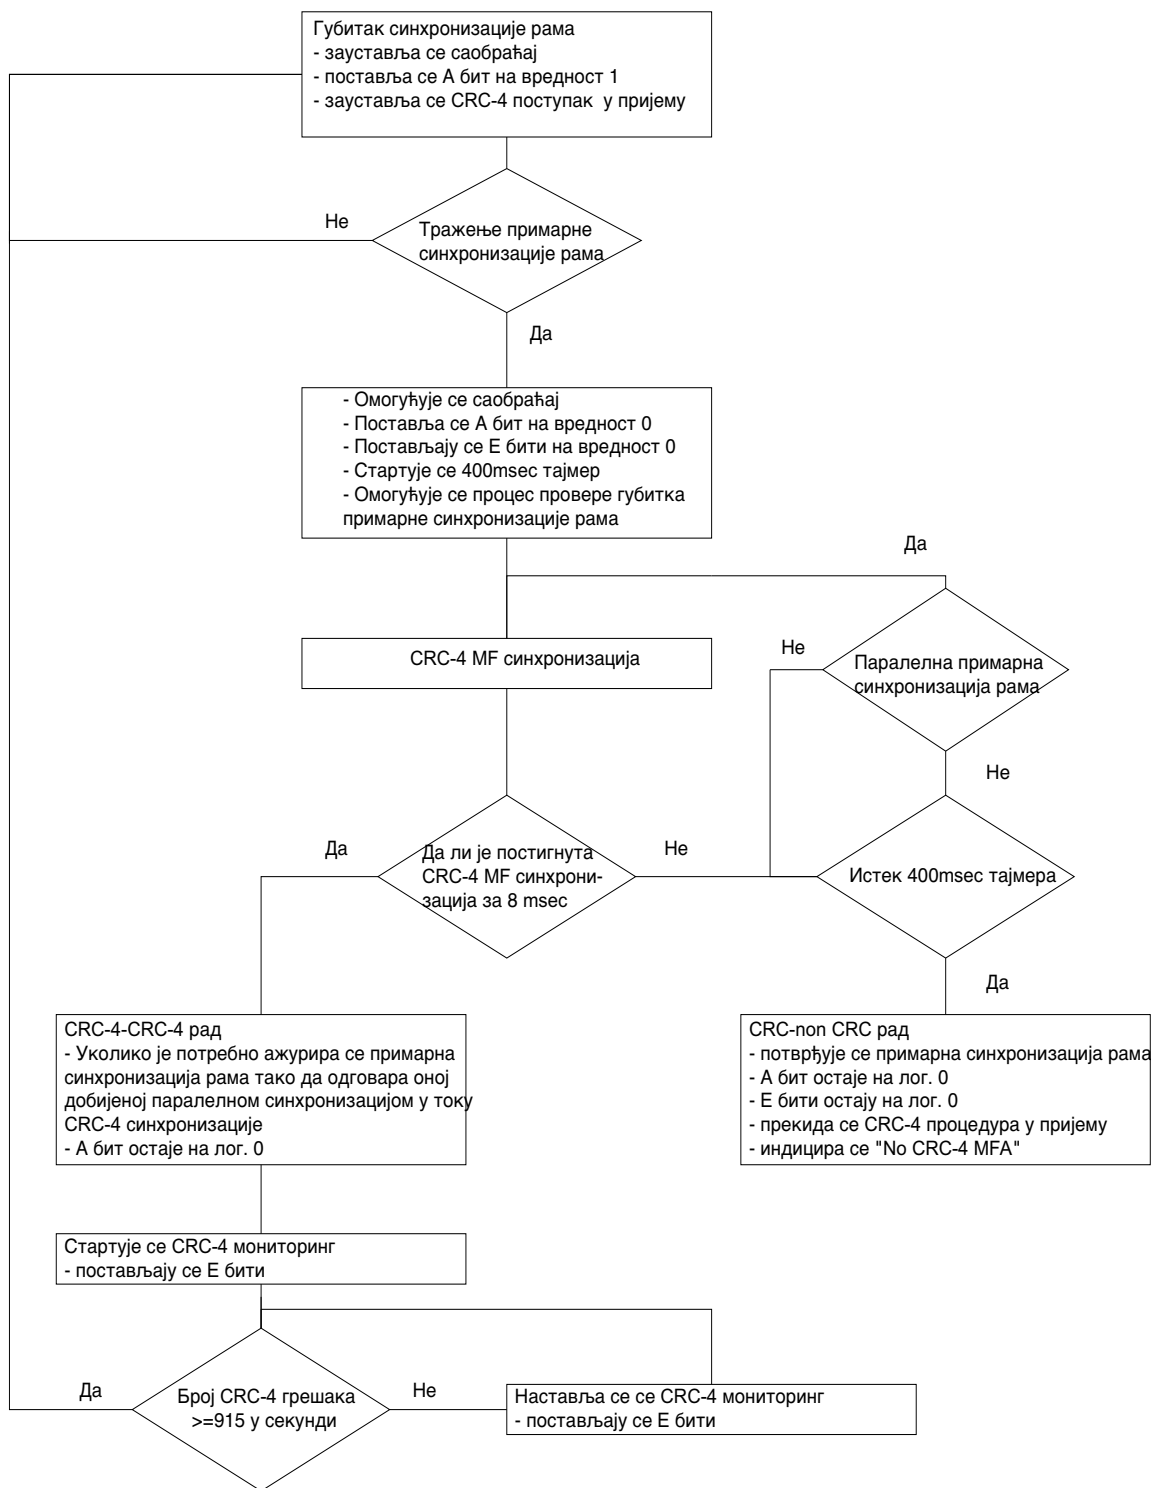 Губитак синхронизације рама
- зауставља се саобраћај
- поставља се А бит на вредност 1
- зауставља се CRC-4 поступак у пријему
Не
Тражење примарне
синхронизације рама
Да
- Омогућује се саобраћај
- Поставља се А бит на вредност 0
- Постављају се Е бити на вредност 0
- Стартује се 400msec тајмер
- Омогућује се процес провере губитка
примарне синхронизације рама
Да
CRC-4 MF синхронизација
Не
Паралелна примарна
синхронизација рама
Не
Да
Да ли је постигнута
CRC-4 MF синхрони-
зација за 8 msec
Не
Истек 400msec тајмера
Да
CRC-4-CRC-4 рад
- Уколико је потребно ажурира се примарна
синхронизација рама тако да одговара оној
добијеној паралелном синхронизацијом у току
CRC-4 синхронизације
- А бит остаје на лог. 0
CRC-non CRC рад
- потврђује се примарна синхронизација рама
- А бит остаје на лог. 0
- Е бити остају на лог. 0
- прекида се CRC-4 процедура у пријему
- индицира се "No CRC-4 MFA"
Стартује се CRC-4 мониторинг
- постављају се Е бити
Да
Број CRC-4 грешака
>=915 у секунди
Не
Наставља се се CRC-4 мониторинг
- постављају се Е бити